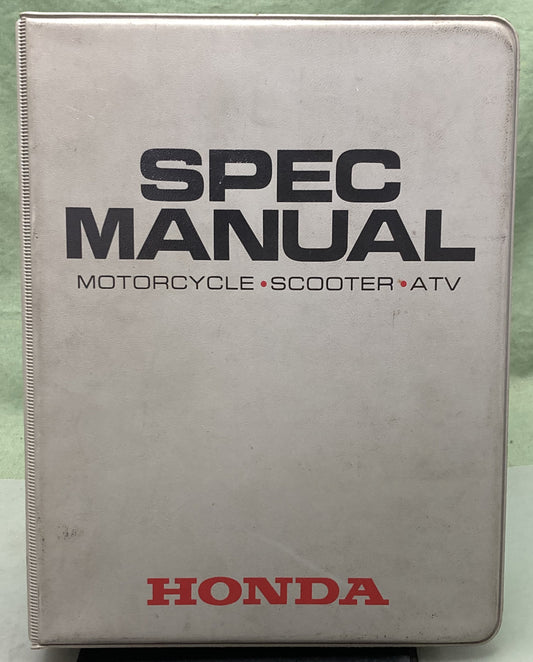 SPEC
MANUAL
MOTORCYCLE • SCOOTER • ATV
HONDA